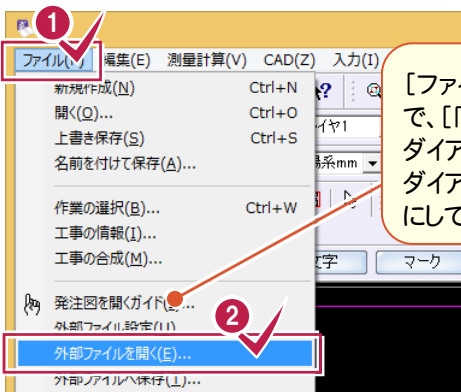 1
ファイル(F) 編集(E) 測量計算(V) CAD(Z) 入力(I)
新規作成(N) Ctrl+N
開く(O)... Ctrl+O
上書き保存(S) Ctrl+S
名前を付けて保存(A)...
作業の選択(B)... Ctrl+W
工事の情報(I)...
工事の合成(M)...
発注図を開くガイド
外部ファイル設定(U)
2
外部ファイルを開く(E)...
外部ファイルへ保存(T)...
イヤ1
系mm
文字 マーク
[ファイ
で、[「
ダイア
ダイア
にして